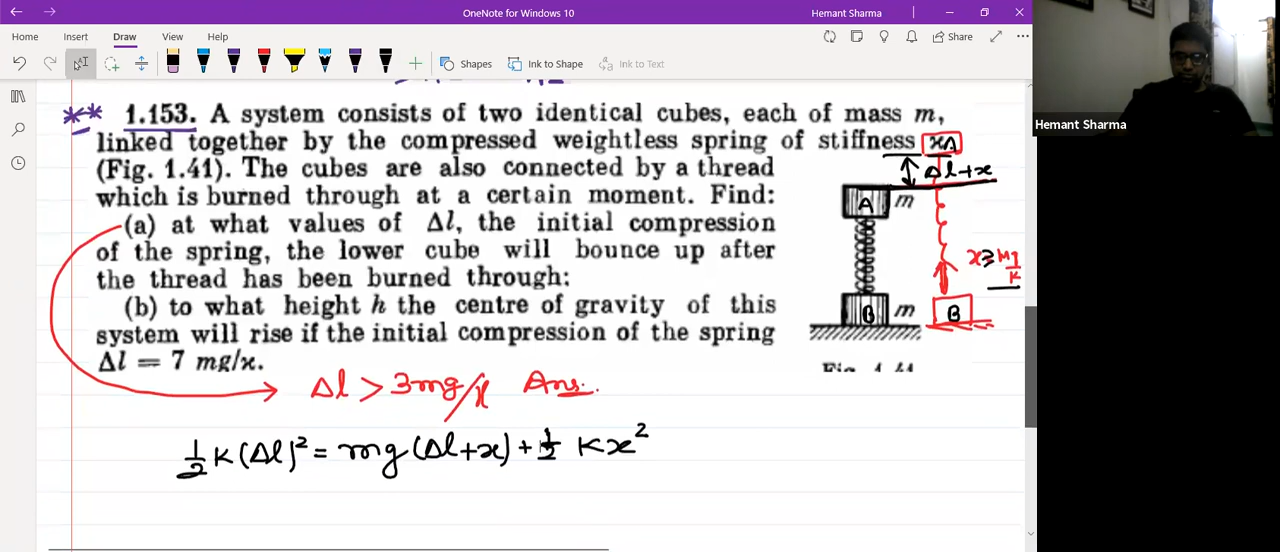 OneNote for Windows 10
Hemant Sharma
Home Insert Draw View Help
Share
Shapes Ink to Shape Ink to Text
Hemant Sharma
** 1.153. A system consists of two identical cubes, each of mass m,
linked together by the compressed weightless spring of stiffness ϰ
(Fig. 1.41). The cubes are also connected by a thread
which is burned through at a certain moment. Find:
(a) at what values of Δl, the initial compression
of the spring, the lower cube will bounce up after
the thread has been burned through:
(b) to what height h the centre of gravity of this
system will rise if the initial compression of the spring
Δl = 7 mg/ϰ.
A
Δl+x
A m
x ≥ mg/K
B m
B
Δl > 3mg/ϰ Ans.
1/2 K(Δl)² = mg(Δl+x) + 1/2 Kx²